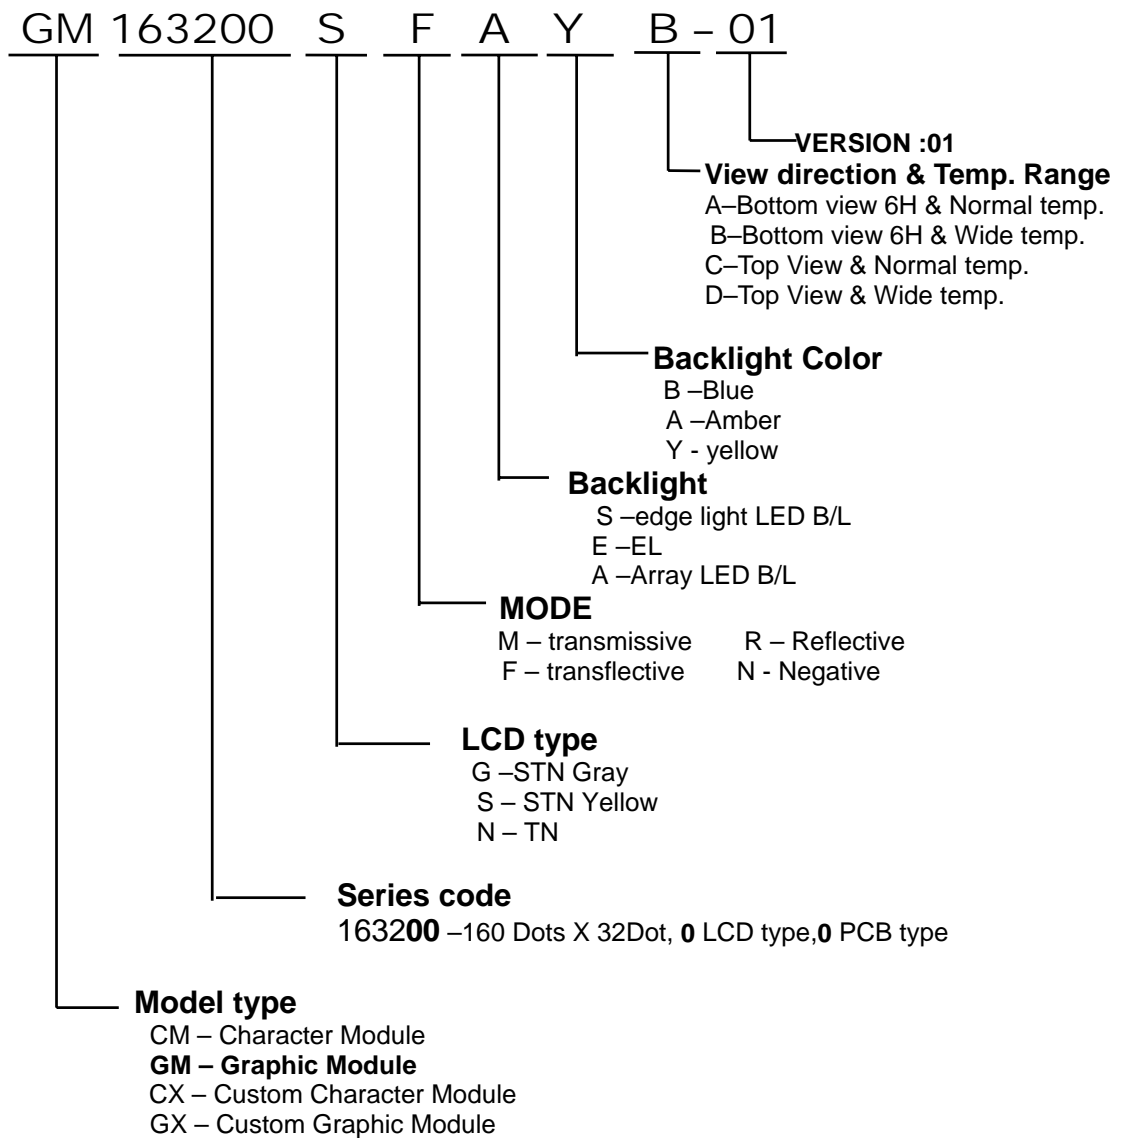 GM 163200 S F A Y B - 01
VERSION :01
View direction & Temp. Range
A–Bottom view 6H & Normal temp.
B–Bottom view 6H & Wide temp.
C–Top View & Normal temp.
D–Top View & Wide temp.
Backlight Color
B –Blue
A –Amber
Y - yellow
Backlight
S –edge light LED B/L
E –EL
A –Array LED B/L
MODE
M – transmissive R – Reflective
F – transflective N - Negative
LCD type
G –STN Gray
S – STN Yellow
N – TN
Series code
163200 –160 Dots X 32Dot, 0 LCD type,0 PCB type
Model type
CM – Character Module
GM – Graphic Module
CX – Custom Character Module
GX – Custom Graphic Module